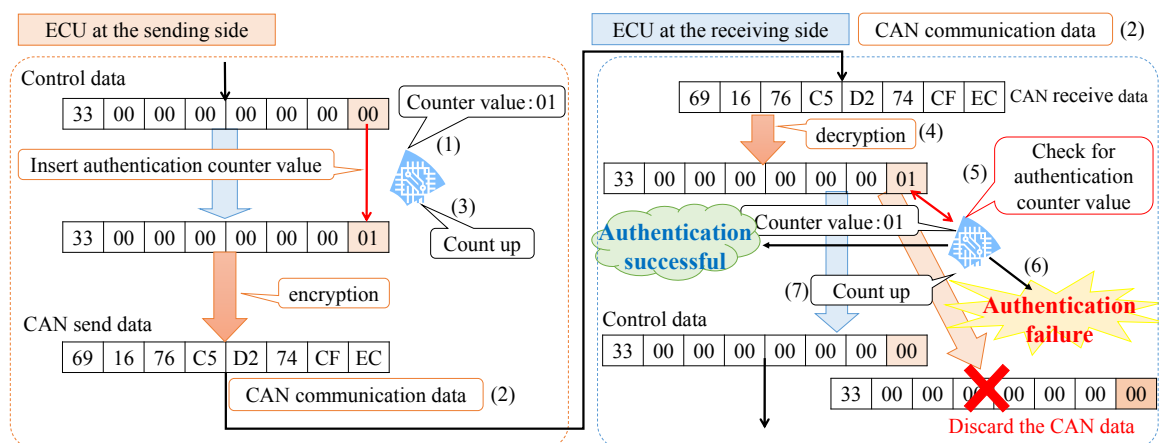 ECU at the sending side
Control data
33 00 00 00 00 00 00 00
Counter value:01
(1)
Insert authentication counter value
(3)
Count up
33 00 00 00 00 00 00 01
encryption
CAN send data
69 16 76 C5 D2 74 CF EC
CAN communication data (2)
ECU at the receiving side
CAN communication data (2)
69 16 76 C5 D2 74 CF EC CAN receive data
decryption (4)
33 00 00 00 00 00 00 01
(5)
Check for
authentication
counter value
Counter value:01
Authentication
successful
(6)
(7) Count up
Authentication
failure
Control data
33 00 00 00 00 00 00 00
33 00 00 00 00 00 00 00
Discard the CAN data